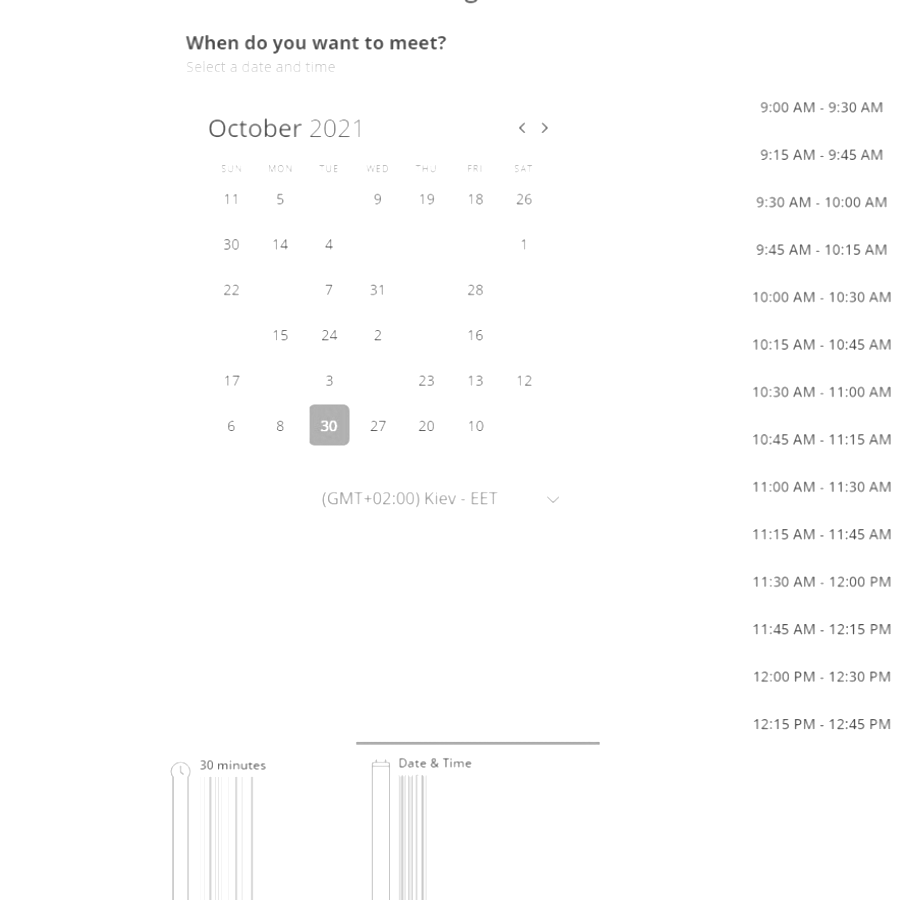 When do you want to meet?
Select a date and time
October 2021
SUN MON TUE WED THU FRI SAT
11 5 9 19 18 26
30 14 4 1
22 7 31 28
15 24 2 16
17 3 23 13 12
6 8 30 27 20 10
(GMT+02:00) Kiev - EET
9:00 AM - 9:30 AM
9:15 AM - 9:45 AM
9:30 AM - 10:00 AM
9:45 AM - 10:15 AM
10:00 AM - 10:30 AM
10:15 AM - 10:45 AM
10:30 AM - 11:00 AM
10:45 AM - 11:15 AM
11:00 AM - 11:30 AM
11:15 AM - 11:45 AM
11:30 AM - 12:00 PM
11:45 AM - 12:15 PM
12:00 PM - 12:30 PM
12:15 PM - 12:45 PM
30 minutes
Date & Time